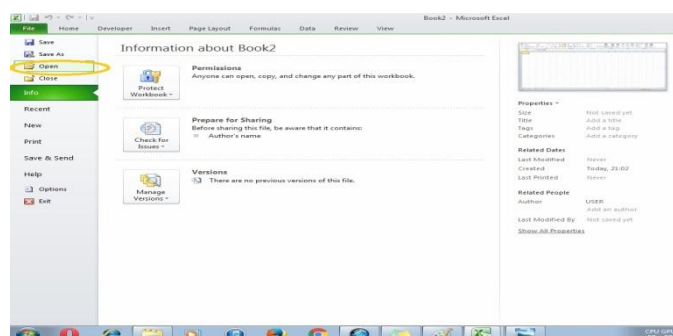 Book2 - Microsoft Excel
File Home Developer Insert Page Layout Formulas Data Review View
Save
Save As
Open
Close
Info
Recent
New
Print
Save & Send
Help
Options
Exit
Information about Book2
Protect
Workbook
Permissions
Anyone can open, copy, and change any part of this workbook.
Check for
Issues
Prepare for Sharing
Before sharing this file, be aware that it contains:
Author's name
Manage
Versions
Versions
There are no previous versions of this file.
Properties
Size Not saved yet
Title Add a title
Tags Add a tag
Categories Add a category
Related Dates
Last Modified Never
Created Today, 21:02
Last Printed Never
Related People
Author USER
Add an author
Last Modified By Not saved yet
Show All Properties